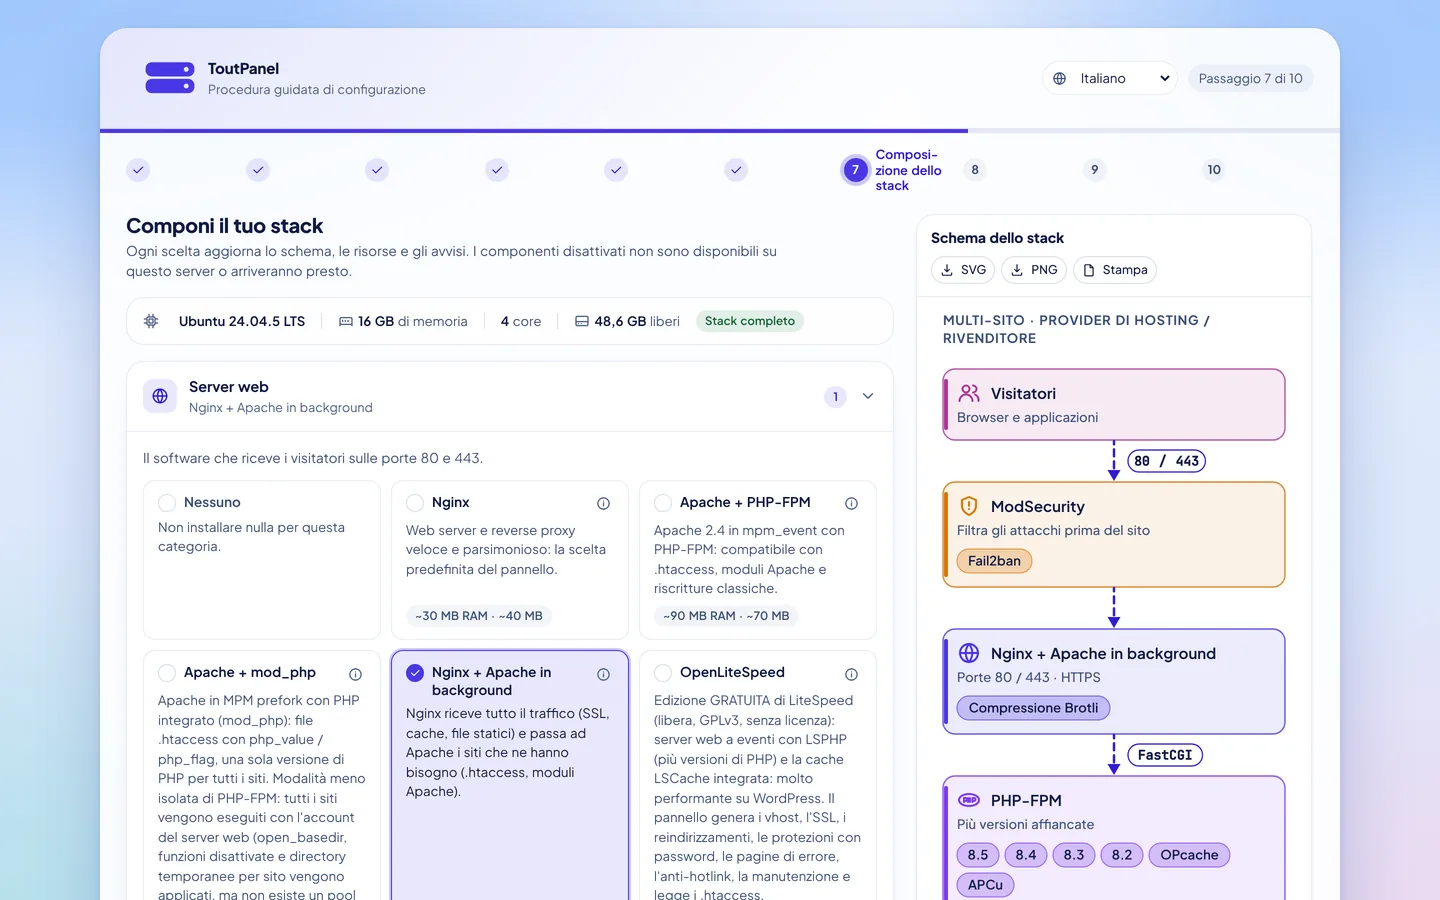 ToutPanel
Procedura guidata di configurazione
Italiano
Passaggio 7 di 10
7
Composi-
zione dello
stack
8
9
10
Componi il tuo stack
Ogni scelta aggiorna lo schema, le risorse e gli avvisi. I componenti disattivati non sono disponibili su
questo server o arriveranno presto.
Ubuntu 24.04.5 LTS
16 GB di memoria
4 core
48,6 GB liberi
Stack completo
Server web
Nginx + Apache in background
1
Il software che riceve i visitatori sulle porte 80 e 443.
Nessuno
Non installare nulla per questa
categoria.
Nginx
Web server e reverse proxy
veloce e parsimonioso: la scelta
predefinita del pannello.
~30 MB RAM · ~40 MB
Apache + PHP-FPM
Apache 2.4 in mpm_event con
PHP-FPM: compatibile con
.htaccess, moduli Apache e
riscritture classiche.
~90 MB RAM · ~70 MB
Apache + mod_php
Apache in MPM prefork con PHP
integrato (mod_php): file
.htaccess con php_value /
php_flag, una sola versione di
PHP per tutti i siti. Modalità meno
isolata di PHP-FPM: tutti i siti
vengono eseguiti con l'account
del server web (open_basedir,
funzioni disattivate e directory
temporanee per sito vengono
applicati, ma non esiste un pool
Nginx + Apache in
background
Nginx riceve tutto il traffico (SSL,
cache, file statici) e passa ad
Apache i siti che ne hanno
bisogno (.htaccess, moduli
Apache).
OpenLiteSpeed
Edizione GRATUITA di LiteSpeed
(libera, GPLv3, senza licenza):
server web a eventi con LSPHP
(più versioni di PHP) e la cache
LSCache integrata: molto
performante su WordPress. Il
pannello genera i vhost, l'SSL, i
reindirizzamenti, le protezioni con
password, le pagine di errore,
l'anti-hotlink, la manutenzione e
legge i .htaccess.
Schema dello stack
SVG
PNG
Stampa
MULTI-SITO · PROVIDER DI HOSTING /
RIVENDITORE
Visitatori
Browser e applicazioni
80 / 443
ModSecurity
Filtra gli attacchi prima del sito
Fail2ban
Nginx + Apache in background
Porte 80 / 443 · HTTPS
Compressione Brotli
FastCGI
PHP-FPM
Più versioni affiancate
8.5
8.4
8.3
8.2
OPcache
APCu